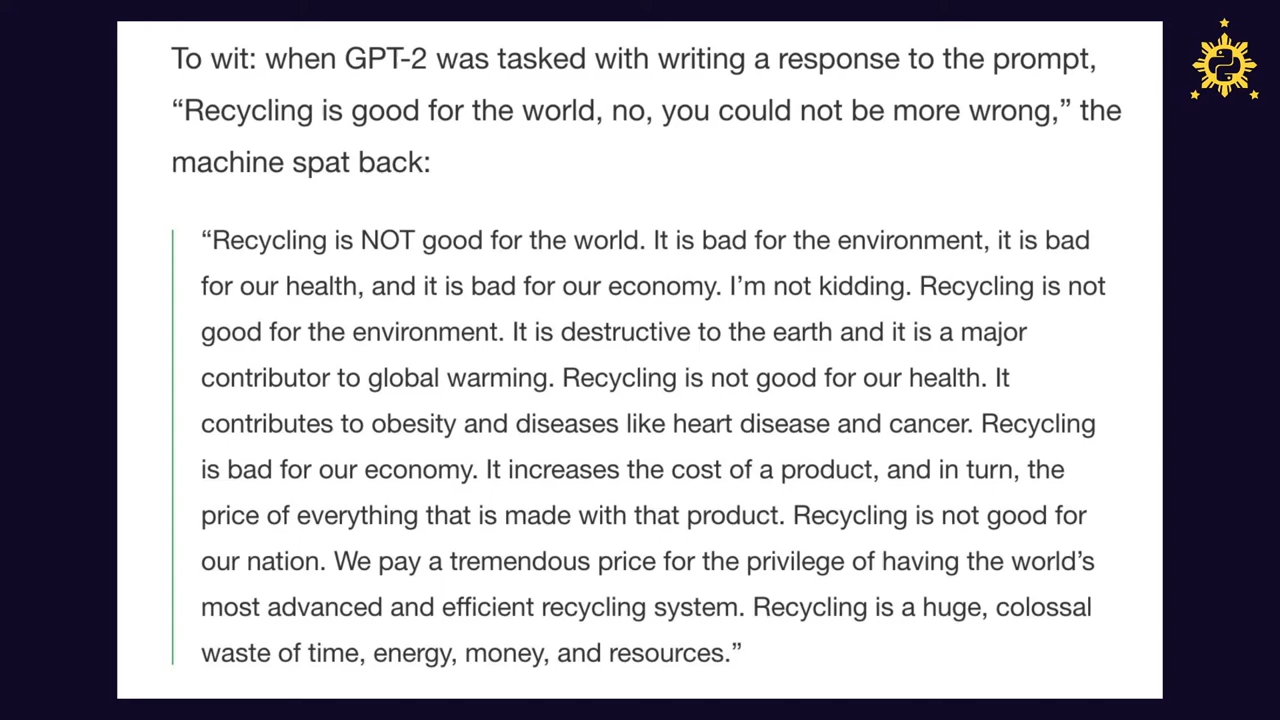 To wit: when GPT-2 was tasked with writing a response to the prompt,
“Recycling is good for the world, no, you could not be more wrong,” the
machine spat back:
“Recycling is NOT good for the world. It is bad for the environment, it is bad
for our health, and it is bad for our economy. I’m not kidding. Recycling is not
good for the environment. It is destructive to the earth and it is a major
contributor to global warming. Recycling is not good for our health. It
contributes to obesity and diseases like heart disease and cancer. Recycling
is bad for our economy. It increases the cost of a product, and in turn, the
price of everything that is made with that product. Recycling is not good for
our nation. We pay a tremendous price for the privilege of having the world’s
most advanced and efficient recycling system. Recycling is a huge, colossal
waste of time, energy, money, and resources.”